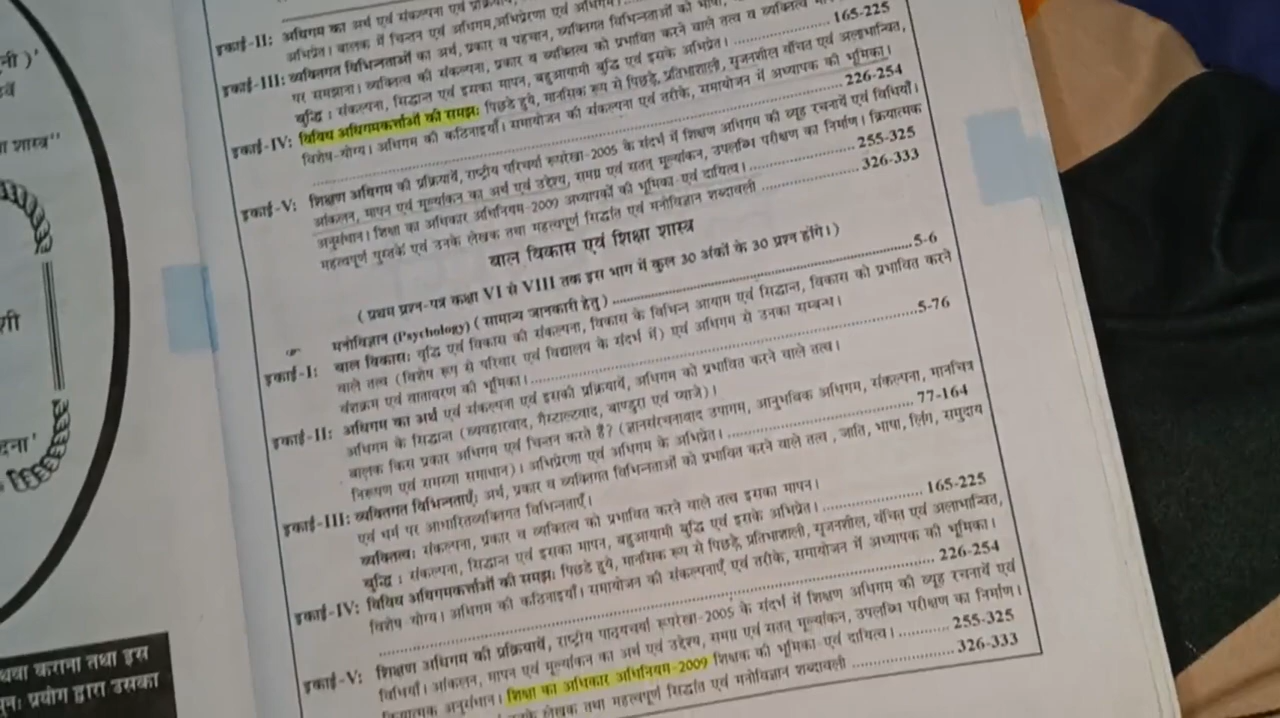 नी )'
शास्त्र"
शी
दना'
थवा कराना तथा इस
पुनः प्रयोग द्वारा उसका
इकाई-II: अधिगम का अर्थ एवं संकल्पना एवं
अभिप्रेत। बालक में चिन्तन एवं अधिगम, अभिप्रेरणा एवं
165-225
इकाई-III: व्यक्तिगत विभिन्नताओं का अर्थ, प्रकार व पहचान, व्यक्तिगत विभिन्नताओं को
पर समझना। व्यक्तित्व की संकल्पना, प्रकार व व्यक्तित्व को प्रभावित करने वाले तत्व व व्यक्तित्व
बुद्धि : संकल्पना, सिद्धान्त एवं इसका मापन, बहुआयामी बुद्धि एवं इसके अभिप्रेत।
इकाई-IV: विविध अधिगमकर्त्ताओं की समझ: पिछडे हुये, मानसिक रूप से पिछड़े, प्रतिभाशाली, सृजनशील वंचित एवं अलाभान्वित,
विशेष-योग्य। अधिगम की कठिनाइयाँ। समायोजन की संकल्पना एवं तरीके, समायोजन में अध्यापक की भूमिका।
226-254
इकाई-V: शिक्षण अधिगम की प्रक्रियायें, राष्ट्रीय परिचर्या रूपरेखा-2005 के संदर्भ में शिक्षण अधिगम की व्यूह रचनायें एवं विधियाँ।
आंकलन, मापन एवं मूल्यांकन का अर्थ एवं उद्देश्य, समग्र एवं सतत् मूल्यांकन, उपलब्धि परीक्षण का निर्माण। क्रियात्मक
अनुसंधान। शिक्षा का अधिकार अधिनियम-2009 अध्यापकों की भूमिका एवं दायित्व। 255-325
महत्वपूर्ण पुस्तकें एवं उनके लेखक तथा महत्वपूर्ण सिद्धांत एवं मनोविज्ञान शब्दावली 326-333
बाल विकास एवं शिक्षा शास्त्र
( प्रथम प्रश्न-पत्र कक्षा VI से VIII तक इस भाग में कुल 30 अंकों के 30 प्रश्न होंगे।)
मनोविज्ञान (Psychology) ( सामान्य जानकारी हेतु ) 5-6
इकाई-I: बाल विकास: वृद्धि एवं विकास की संकल्पना, विकास के विभिन्न आयाम एवं सिद्धान्त, विकास को प्रभावित करने
वाले तत्व (विशेष रूप से परिवार एवं विद्यालय के संदर्भ में) एवं अधिगम से उनका सम्बन्ध।
वंशक्रम एवं वातावरण की भूमिका। 5-76
इकाई-II: अधिगम का अर्थ एवं संकल्पना एवं इसकी प्रक्रियायें, अधिगम को प्रभावित करने वाले तत्व।
अधिगम के सिद्धान्त (व्यवहारवाद, गैस्टाल्टवाद, बाण्डुरा एवं प्याजे)।
बालक किस प्रकार अधिगम एवं चिन्तन करते है? (ज्ञानसंरचनावाद उपागम, आनुभविक अधिगम, संकल्पना, मानचित्र
निरूपण एवं समस्या समाधान)। अभिप्रेरणा एवं अधिगम के अभिप्रेत। 77-164
इकाई-III: व्यक्तिगत विभिन्नताएँ: अर्थ, प्रकार व व्यक्तिगत विभिन्नताओं को प्रभावित करने वाले तत्व , जाति, भाषा, लिंग, समुदाय
एवं धर्म पर आधारितव्यक्तिगत विभिन्नताएँ।
व्यक्तित्व: संकल्पना, प्रकार व व्यक्तित्व को प्रभावित करने वाले तत्व इसका मापन।
बुद्धि : संकल्पना, सिद्धान्त एवं इसका मापन, बहुआयामी बुद्धि एवं इसके अभिप्रेत। 165-225
इकाई-IV: विविध अधिगमकर्त्ताओं की समझ: पिछडे हुये, मानसिक रूप से पिछड़े, प्रतिभाशाली, सृजनशील, वंचित एवं अलाभान्वित,
विशेष योग्य। अधिगम की कठिनाइयाँ। समायोजन की संकल्पनाएँ एवं तरीके, समायोजन में अध्यापक की भूमिका।
226-254
इकाई-V: शिक्षण अधिगम की प्रक्रियायें, राष्ट्रीय पाठ्यचर्या रूपरेखा-2005 के संदर्भ में शिक्षण अधिगम की व्यूह रचनायें एवं
विधियाँ। आंकलन, मापन एवं मूल्यांकन का अर्थ एवं उद्देश्य, समग्र एवं सतत् मूल्यांकन, उपलब्धि परीक्षण का निर्माण।
क्रियात्मक अनुसंधान। शिक्षा का अधिकार अधिनियम-2009 शिक्षक की भूमिका एवं दायित्व। 255-325
उनके लेखक तथा महत्वपूर्ण सिद्धांत एवं मनोविज्ञान शब्दावली 326-333